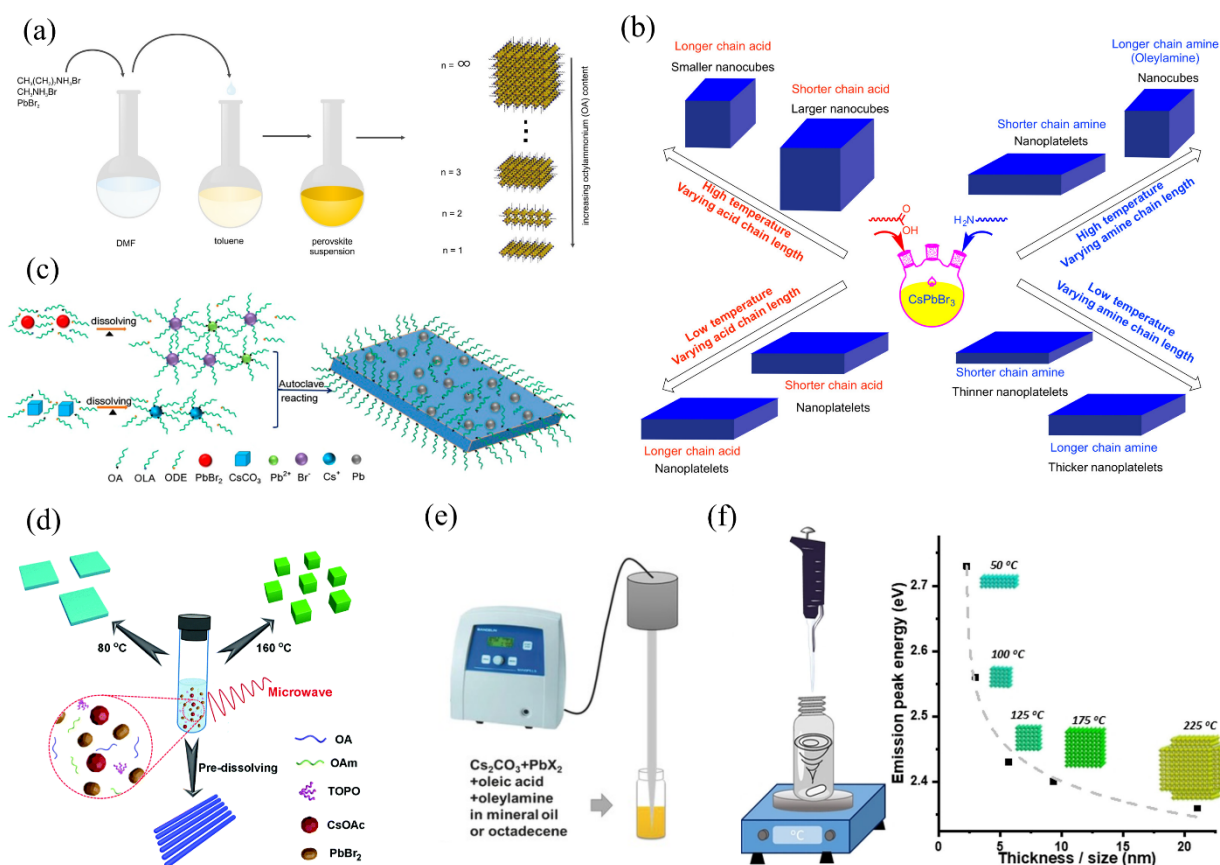 (a)
CH₃(CH₂)₇NH₃Br
CH₃NH₃Br
PbBr₂
DMF
toluene
perovskite
suspension
n = ∞
n = 3
n = 2
n = 1
increasing octylammonium (OA) content
(b)
Longer chain acid
Smaller nanocubes
Shorter chain acid
Larger nanocubes
Longer chain amine
(Oleylamine)
Nanocubes
Shorter chain amine
Nanoplatelets
High temperature
Varying acid chain length
High temperature
Varying amine chain length
O
OH
H₂N
CsPbBr₃
Low temperature
Varying acid chain length
Low temperature
Varying amine chain length
Shorter chain acid
Nanoplatelets
Longer chain acid
Nanoplatelets
Shorter chain amine
Thinner nanoplatelets
Longer chain amine
Thicker nanoplatelets
(c)
dissolving
dissolving
Autoclave
reacting
OA OLA ODE PbBr₂ CsCO₃ Pb²⁺ Br⁻ Cs⁺ Pb
(d)
80 °C
160 °C
Microwave
Pre-dissolving
OA
OAm
TOPO
CsOAc
PbBr₂
(e)
Cs₂CO₃+PbX₂
+oleic acid
+oleylamine
in mineral oil
or octadecene
(f)
°C
Emission peak energy (eV)
2.7
2.6
2.5
2.4
50 °C
100 °C
125 °C
175 °C
225 °C
0 5 10 15 20
Thickness / size (nm)